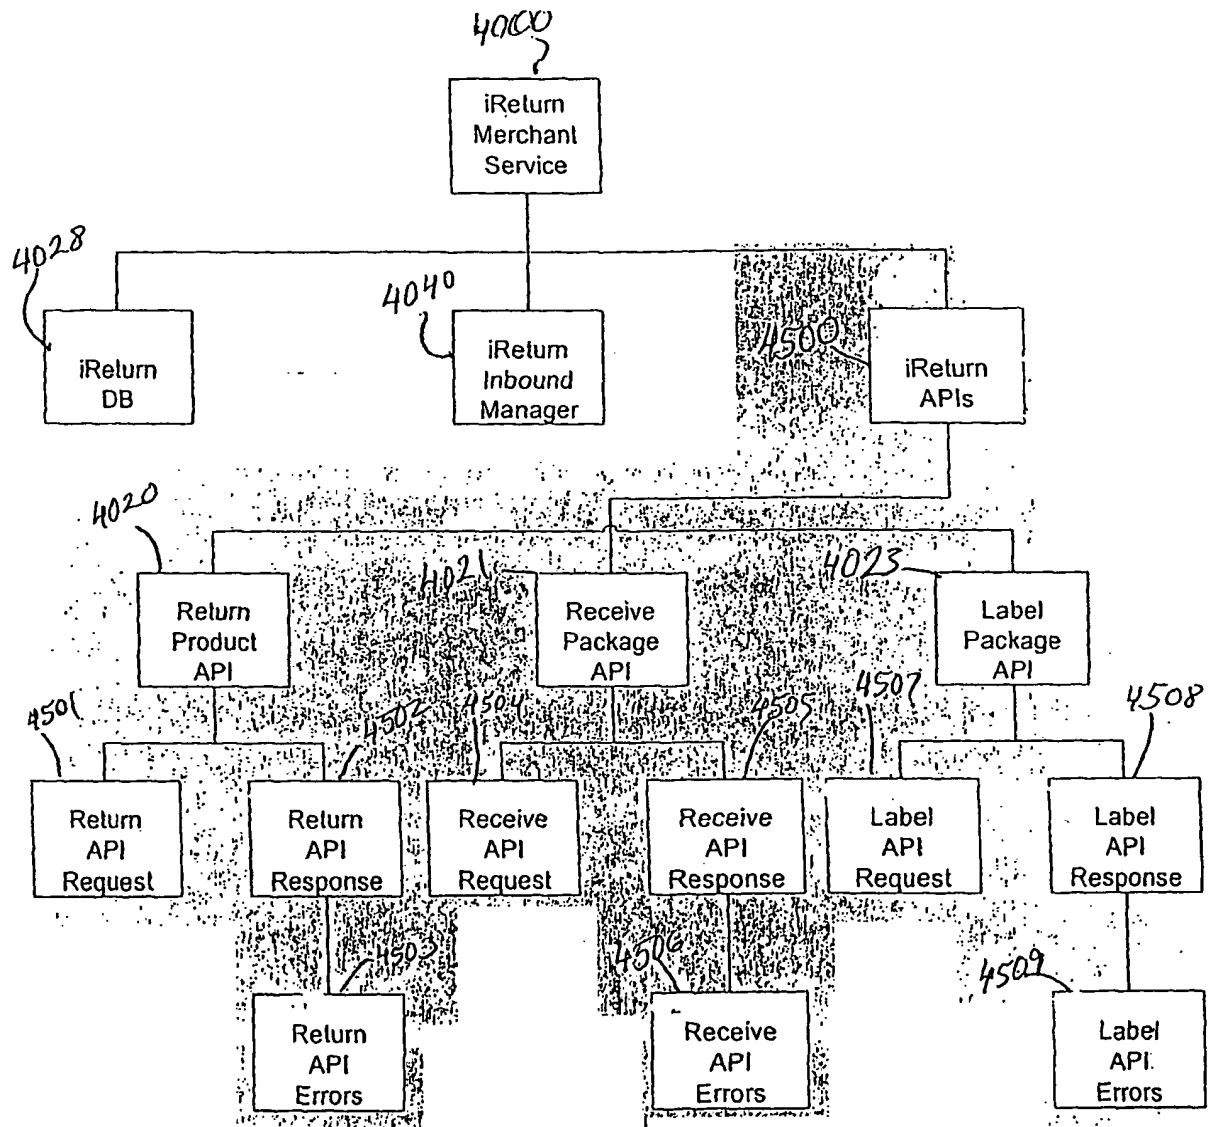 4000
iReturn
Merchant
Service
4028
4040
4500
iReturn
DB
iReturn
Inbound
Manager
iReturn
APIs
4020
4021
4023
Return
Product
API
Receive
Package
API
Label
Package
API
4501
4502
4504
4505
4507
4508
Return
API
Request
Return
API
Response
Receive
API
Request
Receive
API
Response
Label
API
Request
Label
API
Response
4503
4506
4509
Return
API
Errors
Receive
API
Errors
Label
API
Errors